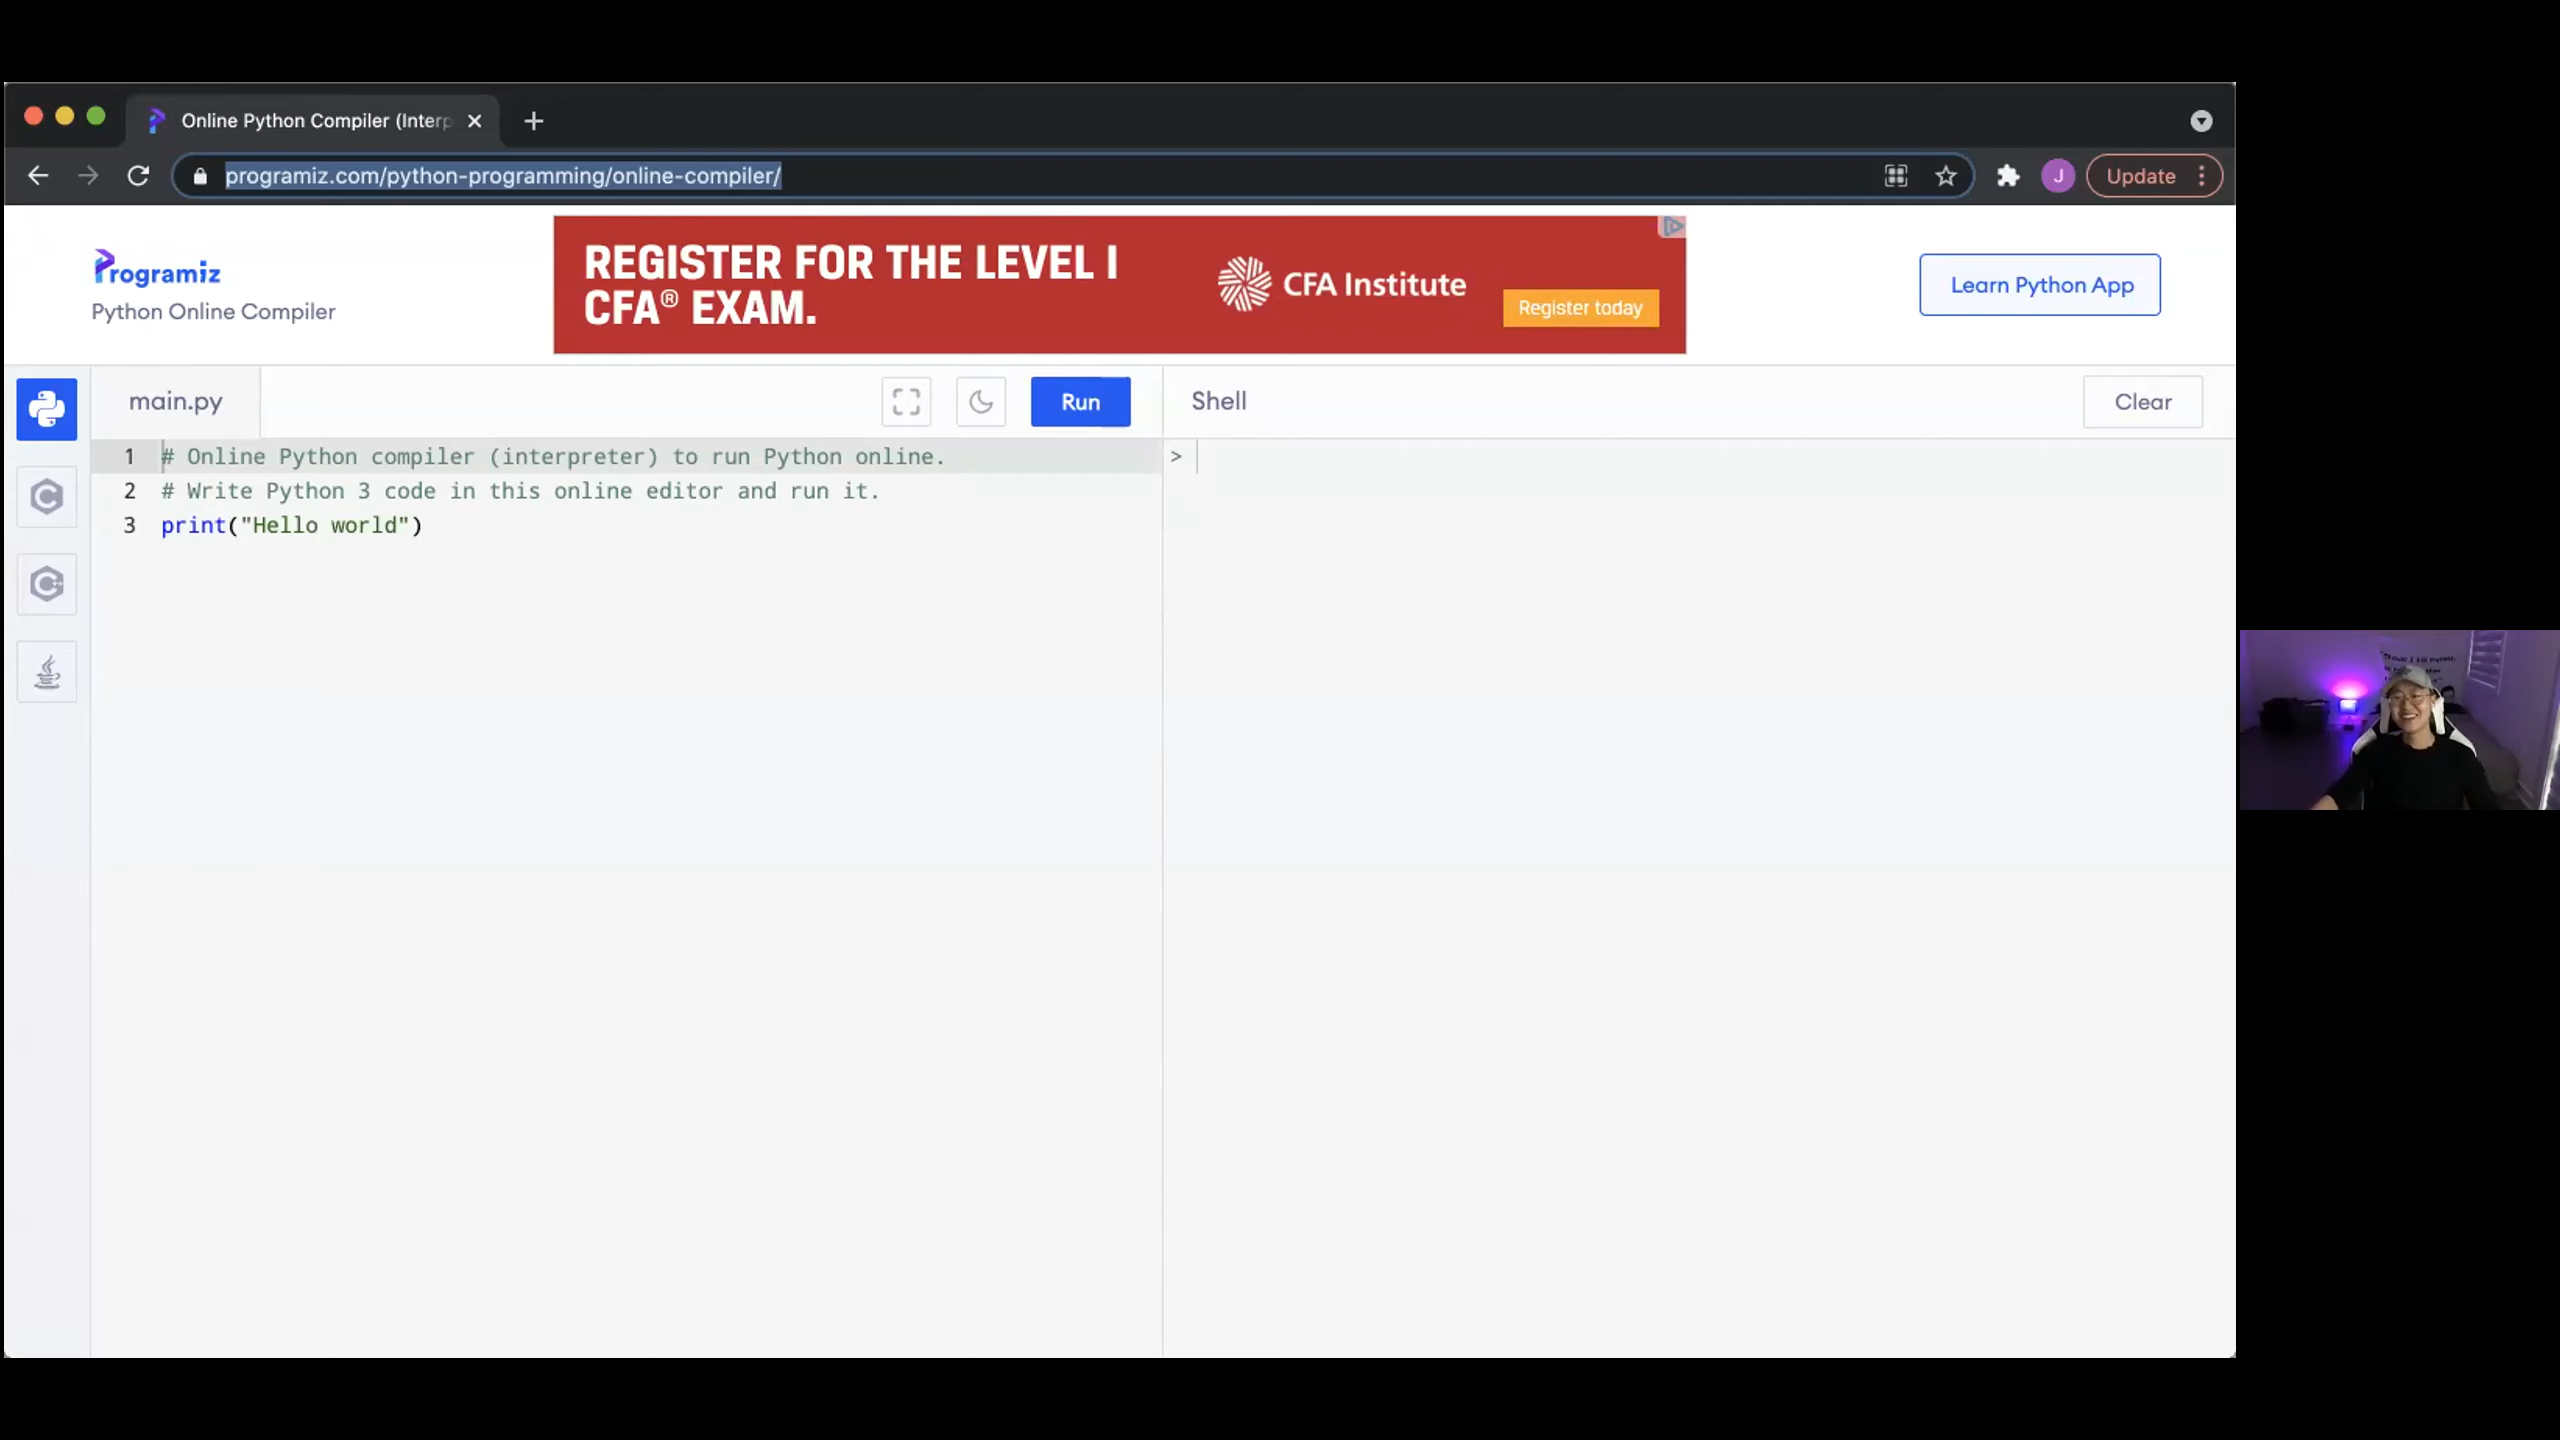 Online Python Compiler (Interp
programiz.com/python-programming/online-compiler/
J
Update
Programiz
Python Online Compiler
REGISTER FOR THE LEVEL I
CFA® EXAM.
CFA Institute
Register today
Learn Python App
main.py
Run
Shell
Clear
1 # Online Python compiler (interpreter) to run Python online.
2 # Write Python 3 code in this online editor and run it.
3 print("Hello world")
>